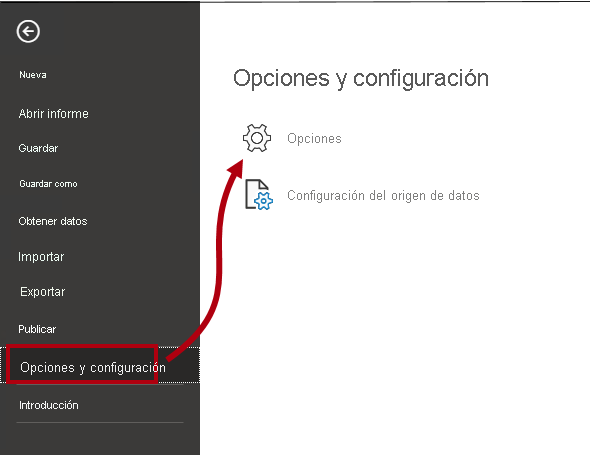 Nueva
Abrir informe
Guardar
Guardar como
Obtener datos
Importar
Exportar
Publicar
Opciones y configuración
Introducción
Opciones y configuración
Opciones
Configuración del origen de datos